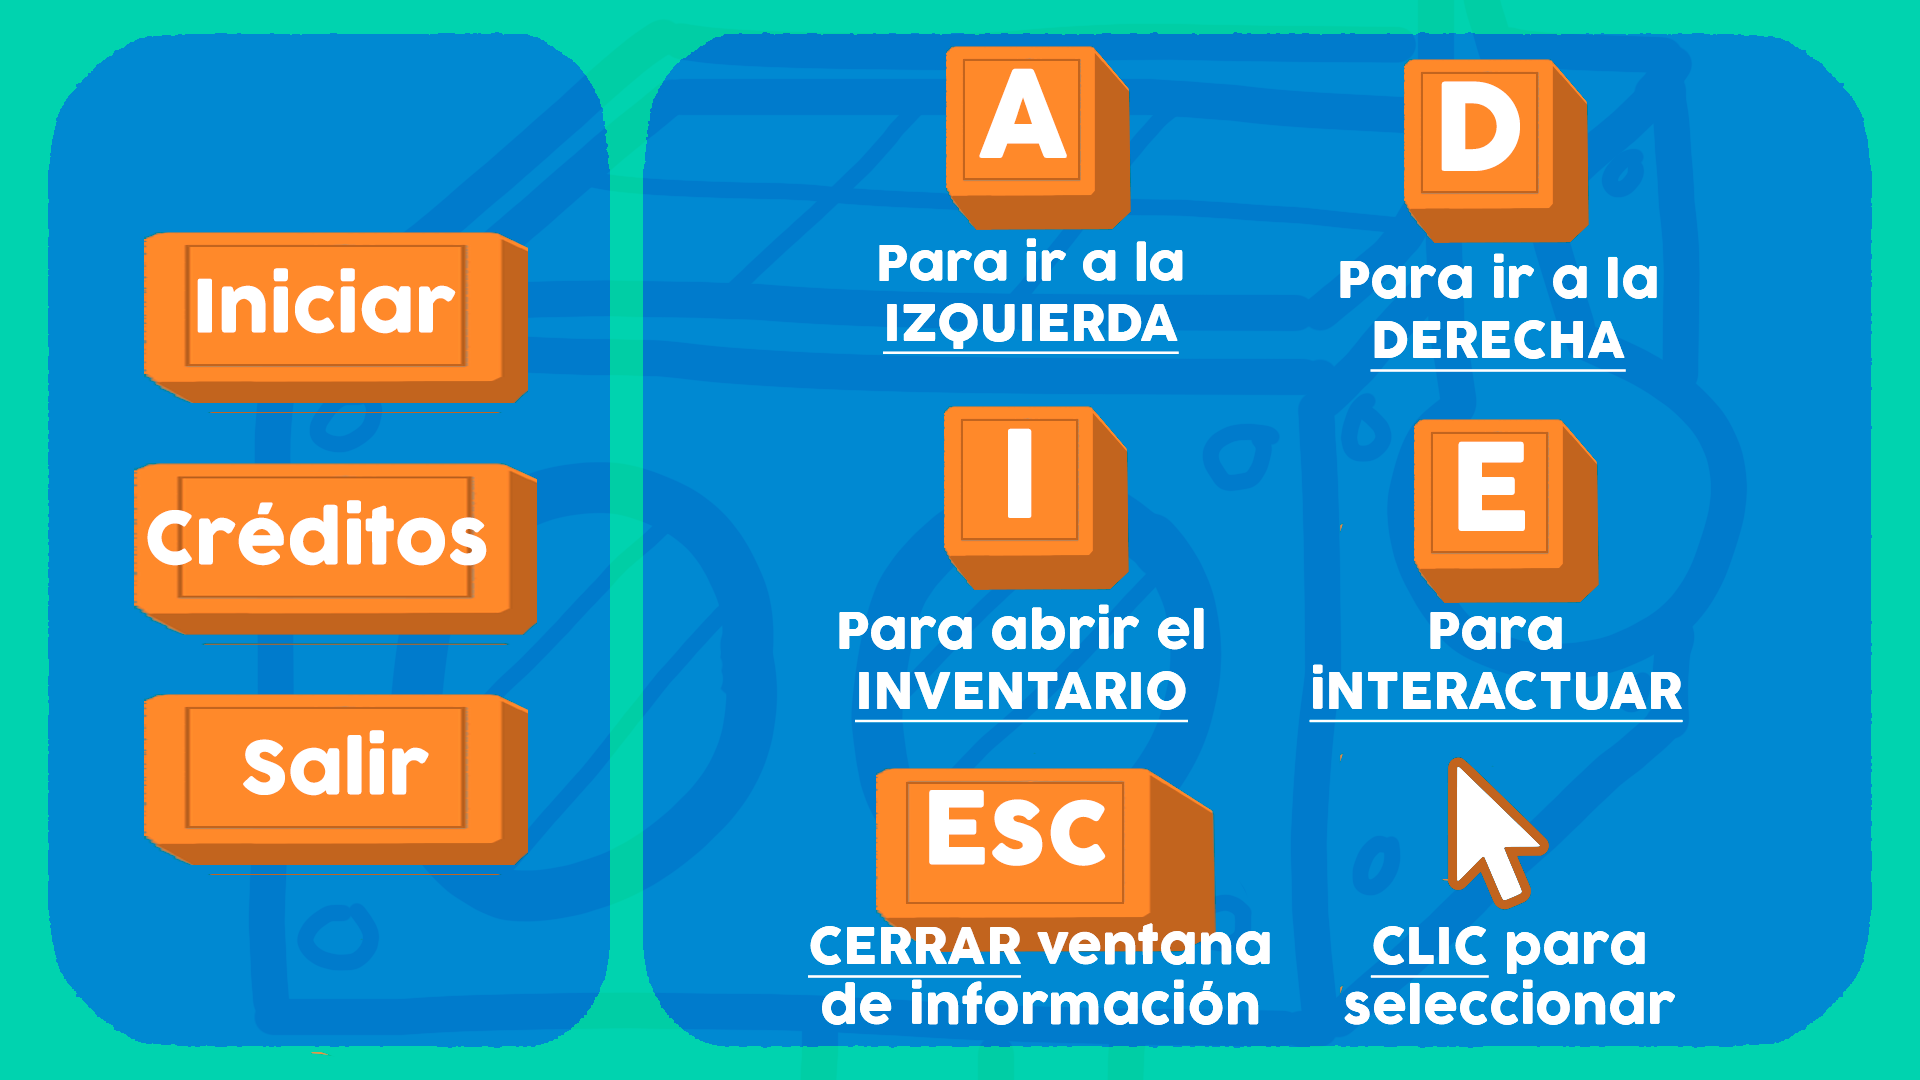 Iniciar
Créditos
Salir
A
Para ir a la
IZQUIERDA
D
Para ir a la
DERECHA
I
Para abrir el
INVENTARIO
E
Para
iNTERACTUAR
Esc
CERRAR ventana
de información
CLIC para
seleccionar